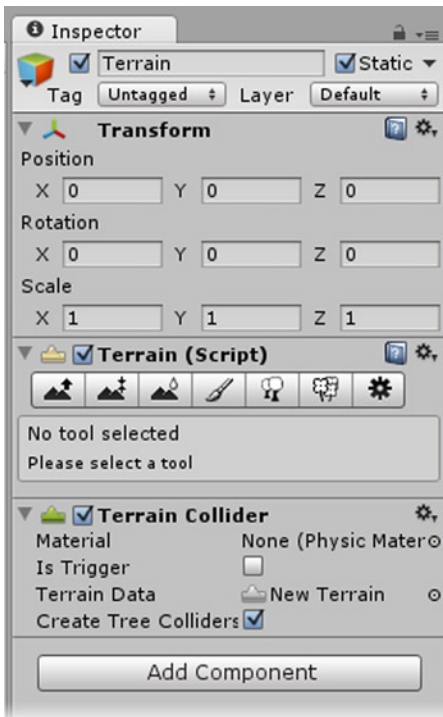 Inspector
Terrain Static
Tag Untagged Layer Default
Transform
Position
X 0 Y 0 Z 0
Rotation
X 0 Y 0 Z 0
Scale
X 1 Y 1 Z 1
Terrain (Script)
No tool selected
Please select a tool
Terrain Collider
Material None (Physic Mater
Is Trigger
Terrain Data New Terrain
Create Tree Colliders
Add Component